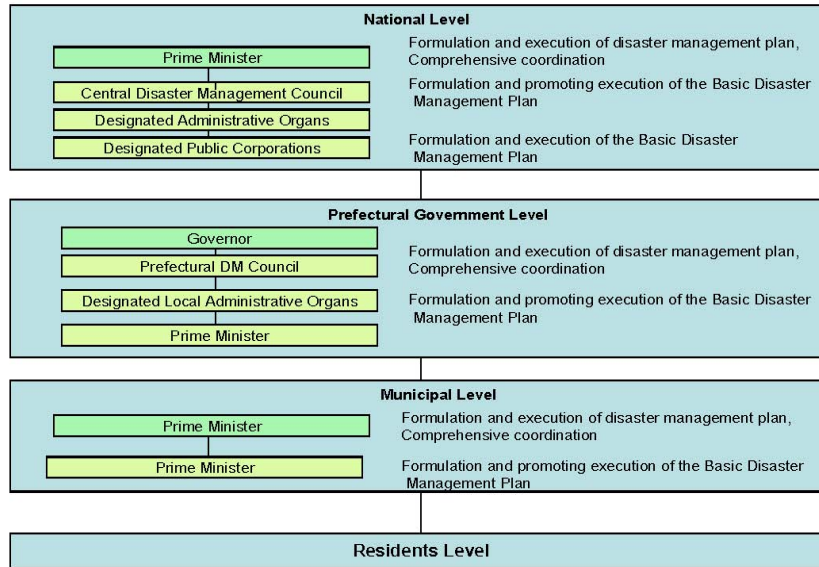 National Level
Prime Minister
Formulation and execution of disaster management plan,
Comprehensive coordination
Central Disaster Management Council
Formulation and promoting execution of the Basic Disaster
Management Plan
Designated Administrative Organs
Designated Public Corporations
Formulation and execution of the Basic Disaster
Management Plan
Prefectural Government Level
Governor
Prefectural DM Council
Formulation and execution of disaster management plan,
Comprehensive coordination
Designated Local Administrative Organs
Formulation and promoting execution of the Basic Disaster
Management Plan
Prime Minister
Municipal Level
Prime Minister
Formulation and execution of disaster management plan,
Comprehensive coordination
Prime Minister
Formulation and promoting execution of the Basic Disaster
Management Plan
Residents Level